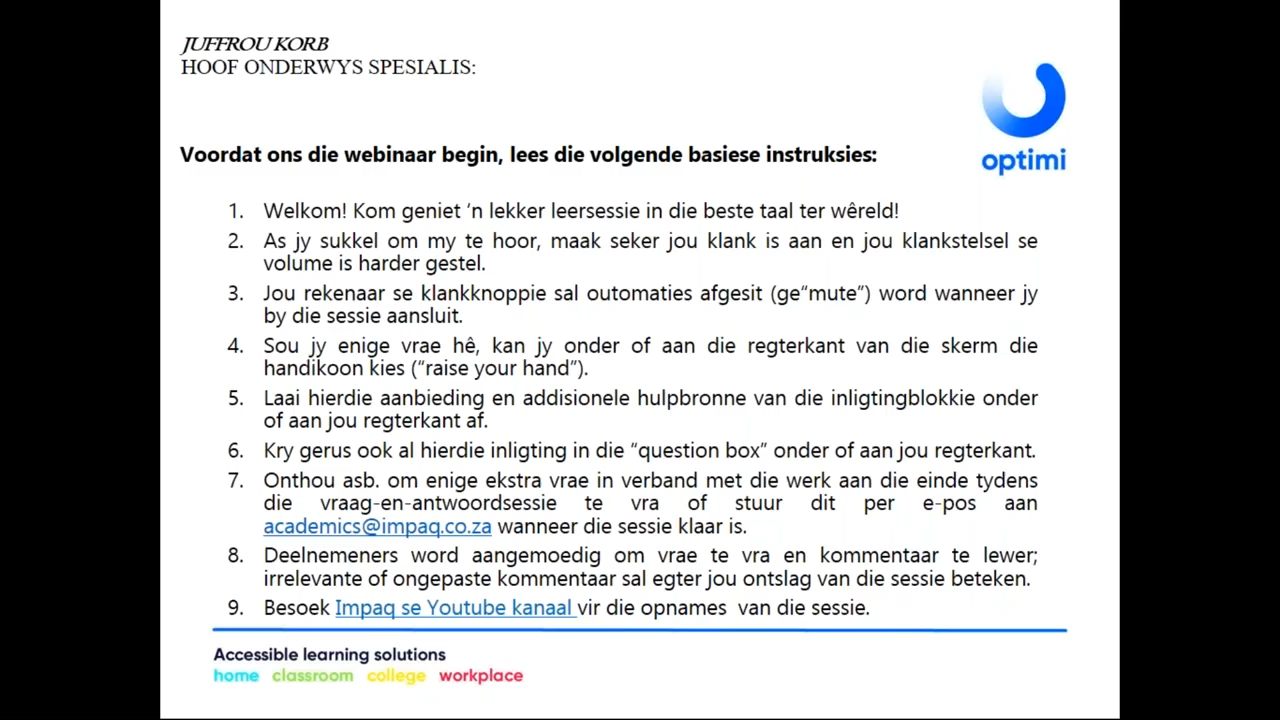 JUFFROU KORB
HOOF ONDERWYS SPESIALIS:
optimi
Voordat ons die webinaar begin, lees die volgende basiese instruksies:
1. Welkom! Kom geniet ‘n lekker leersessie in die beste taal ter wêreld!
2. As jy sukkel om my te hoor, maak seker jou klank is aan en jou klankstelsel se
volume is harder gestel.
3. Jou rekenaar se klankknoppie sal outomaties afgesit (ge“mute”) word wanneer jy
by die sessie aansluit.
4. Sou jy enige vrae hê, kan jy onder of aan die regterkant van die skerm die
handikoon kies (“raise your hand”).
5. Laai hierdie aanbieding en addisionele hulpbronne van die inligtingblokkie onder
of aan jou regterkant af.
6. Kry gerus ook al hierdie inligting in die “question box” onder of aan jou regterkant.
7. Onthou asb. om enige ekstra vrae in verband met die werk aan die einde tydens
die vraag-en-antwoordsessie te vra of stuur dit per e-pos aan
academics@impaq.co.za wanneer die sessie klaar is.
8. Deelnemeners word aangemoedig om vrae te vra en kommentaar te lewer;
irrelevante of ongepaste kommentaar sal egter jou ontslag van die sessie beteken.
9. Besoek Impaq se Youtube kanaal vir die opnames van die sessie.
Accessible learning solutions
home classroom college workplace